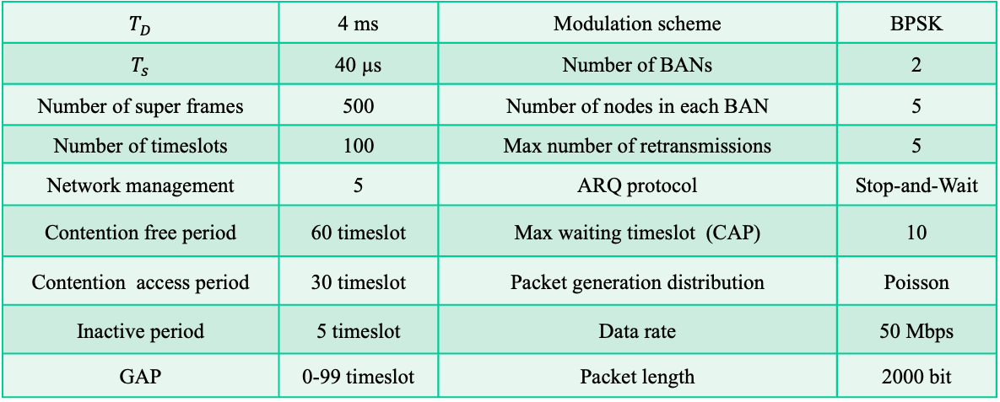 T_D 4 ms Modulation scheme BPSK
T_s 40 μs Number of BANs 2
Number of super frames 500 Number of nodes in each BAN 5
Number of timeslots 100 Max number of retransmissions 5
Network management 5 ARQ protocol Stop-and-Wait
Contention free period 60 timeslot Max waiting timeslot (CAP) 10
Contention access period 30 timeslot Packet generation distribution Poisson
Inactive period 5 timeslot Data rate 50 Mbps
GAP 0-99 timeslot Packet length 2000 bit